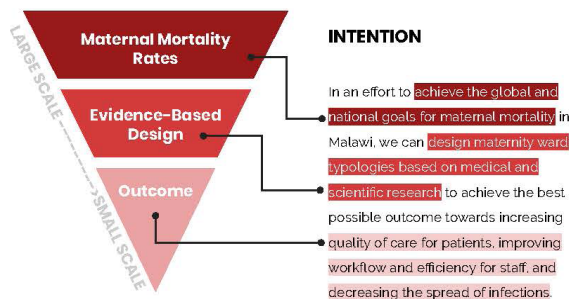 LARGE SCALE
SMALL SCALE
Maternal Mortality
Rates
Evidence-Based
Design
Outcome
INTENTION
In an effort to achieve the global and
national goals for maternal mortality in
Malawi, we can design maternity ward
typologies based on medical and
scientific research to achieve the best
possible outcome towards increasing
quality of care for patients, improving
workflow and efficiency for staff, and
decreasing the spread of infections.